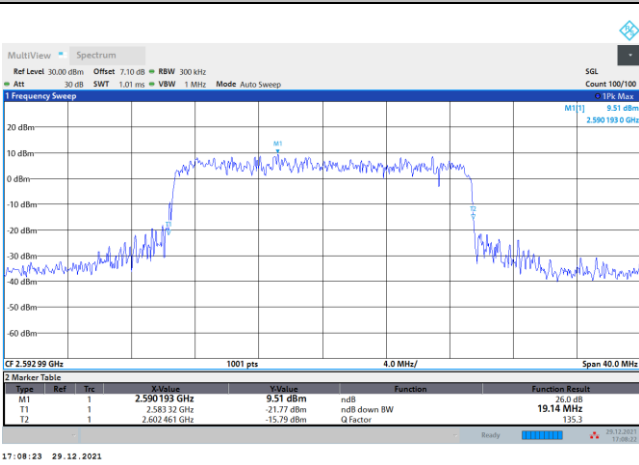 MultiView Spectrum
Ref Level 30.00 dBm Offset 7.10 dB RBW 300 kHz SGL
Att 30 dB SWT 1.01 ms VBW 1 MHz Mode Auto Sweep Count 100/100
1 Frequency Sweep 1Pk Max
M1[1] 9.51 dBm
2.590 193 0 GHz
20 dBm
M1
10 dBm
0 dBm
-10 dBm
T2
T1
-20 dBm
-30 dBm
-40 dBm
-50 dBm
-60 dBm
CF 2.592 99 GHz 1001 pts 4.0 MHz/ Span 40.0 MHz
2 Marker Table
Type Ref Trc X-Value Y-Value Function Function Result
M1 1 2.590 193 GHz 9.51 dBm ndB 26.0 dB
T1 1 2.583 32 GHz -21.77 dBm ndB down BW 19.14 MHz
T2 1 2.602 461 GHz -15.79 dBm Q Factor 135.3
Ready 29.12.2021
17:08:22
17:08:23 29.12.2021